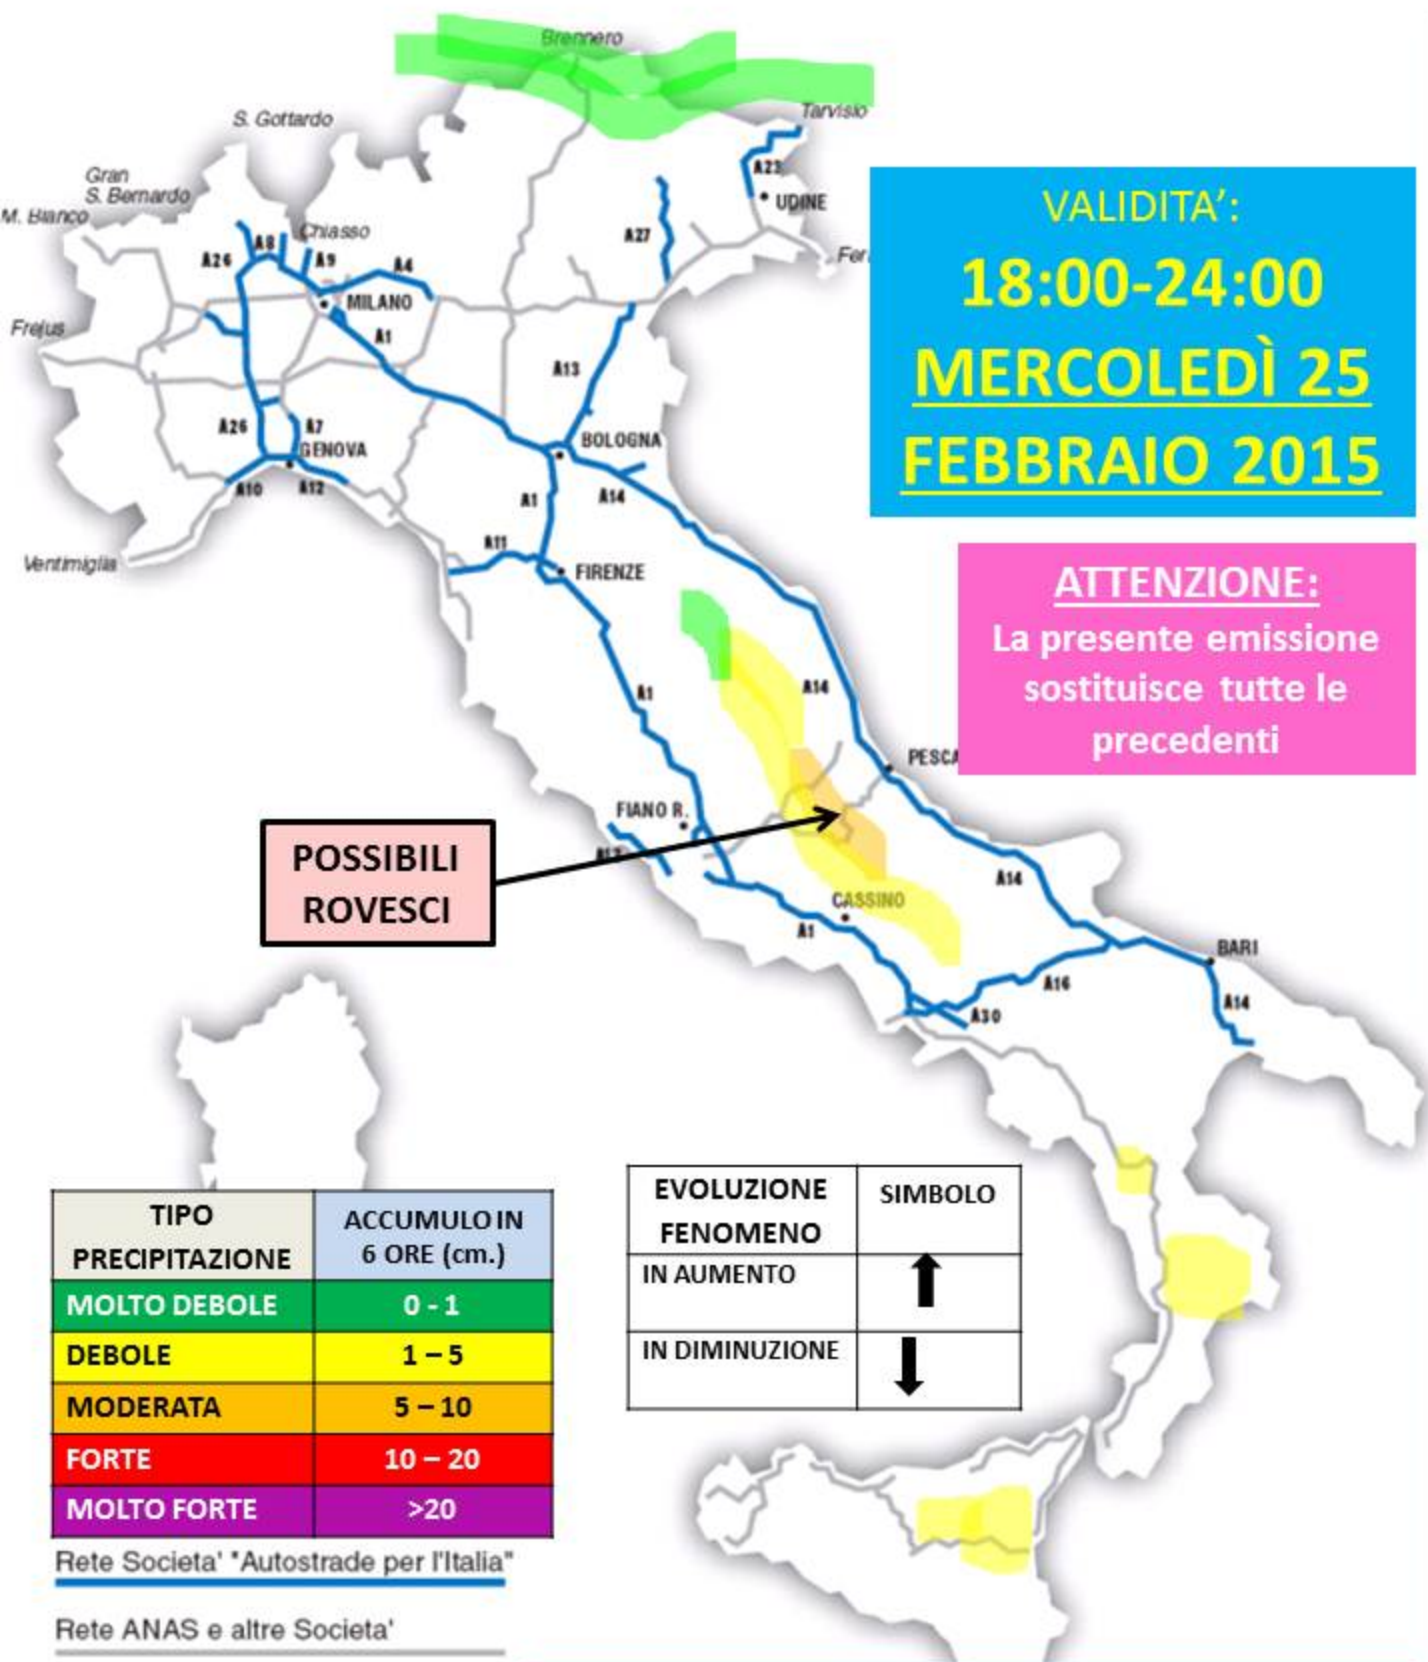 Brennero
Tarvisio
S. Gottardo
Gran
S. Bernardo
M. Bianco
Chiasso
A23
UDINE
A27
Fer
A26
A8
A9
A4
MILANO
Frejus
A1
A13
A26
A7
GENOVA
BOLOGNA
A10
A12
A1
A14
A11
FIRENZE
Ventimiglia
VALIDITA’:
18:00-24:00
MERCOLEDÌ 25
FEBBRAIO 2015
ATTENZIONE:
La presente emissione
sostituisce tutte le
precedenti
A1
A14
PESCA
FIANO R.
POSSIBILI
ROVESCI
CASSINO
A1
A14
BARI
A16
A14
A30
TIPO
PRECIPITAZIONE
ACCUMULO IN
6 ORE (cm.)
MOLTO DEBOLE
0 - 1
DEBOLE
1 – 5
MODERATA
5 – 10
FORTE
10 – 20
MOLTO FORTE
>20
EVOLUZIONE
FENOMENO
SIMBOLO
IN AUMENTO
IN DIMINUZIONE
Rete Societa' "Autostrade per l'Italia"
Rete ANAS e altre Societa'